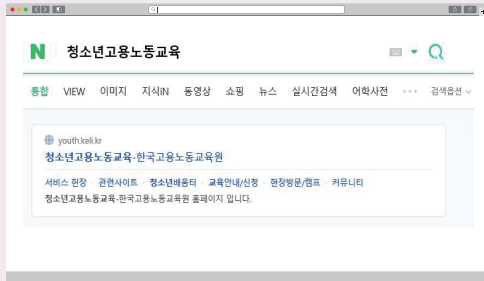 N 청소년고용노동교육
통합 VIEW 이미지 지식iN 동영상 쇼핑 뉴스 실시간검색 어학사전 검색옵션
youth.keli.kr
청소년고용노동교육-한국고용노동교육원
서비스 헌장 · 관련사이트 · 청소년배움터 · 교육안내/신청 · 현장방문/캠프 · 커뮤니티
청소년고용노동교육-한국고용노동교육원 홈페이지 입니다.